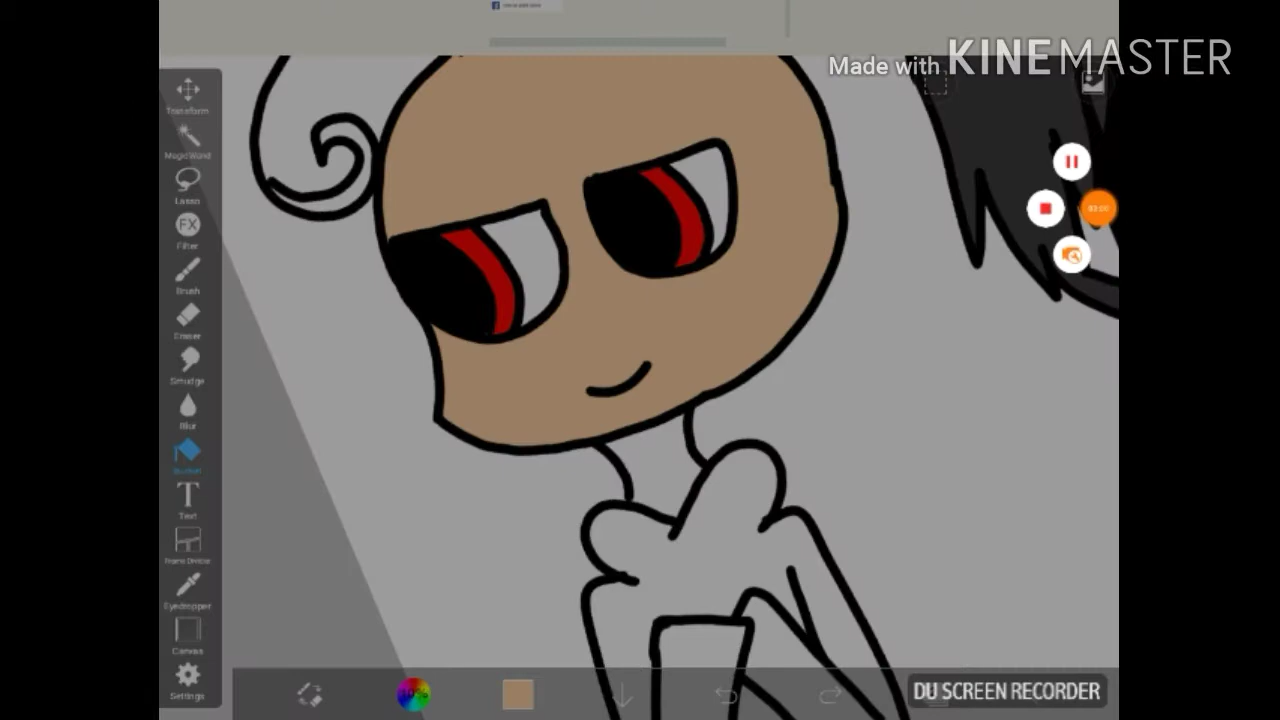 Made with KINEMASTER
Transform
Magic Wand
Lasso
FX
Filter
Brush
Eraser
Smudge
Blur
Bucket
T
Text
Frame Divider
Eyedropper
Canvas
Settings
DU SCREEN RECORDER